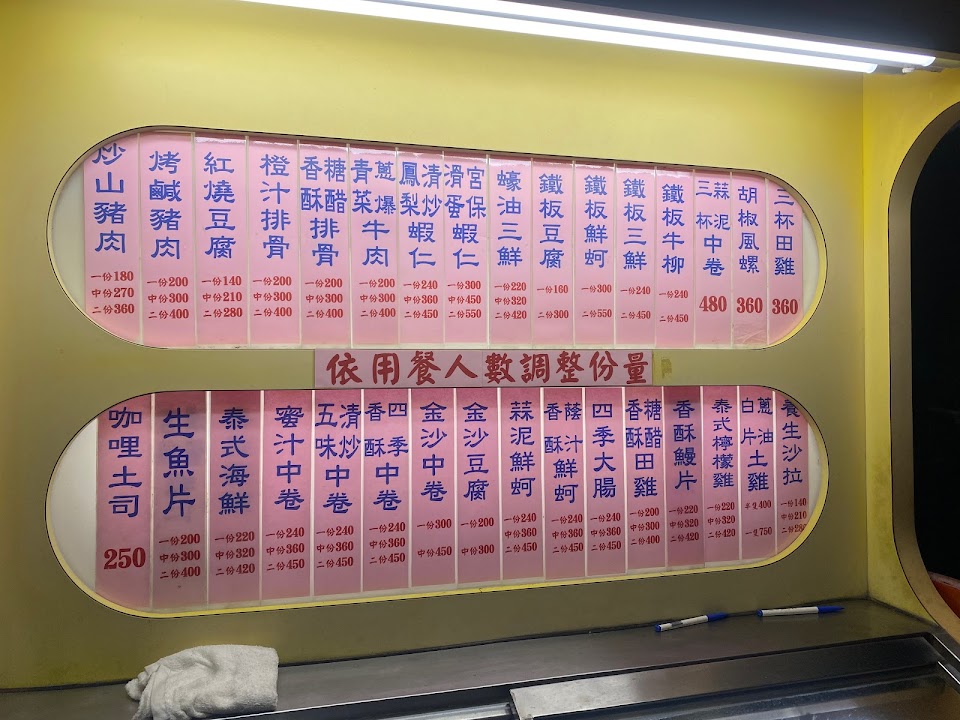 炒山豬肉 一份180 中份270 二份360
烤鹹豬肉 一份200 中份300 二份400
紅燒豆腐 一份140 中份210 二份280
橙汁排骨 一份200 中份300 二份400
香酥 糖醋 排骨 一份200 中份300 二份400
青菜 蔥爆 牛肉 一份200 中份300 二份400
鳳梨 清炒 蝦仁 一份240 中份360 二份450
滑蛋 宮保 蝦仁 一份300 中份450 二份550
蠔油三鮮 一份220 中份320 二份420
鐵板豆腐 一份160 二份300
鐵板鮮蚵 一份300 二份550
鐵板三鮮 一份240 二份450
鐵板牛柳 一份240 二份450
三杯 蒜泥 中卷 480
胡椒風螺 360
三杯田雞 360
依用餐人數調整份量
咖哩土司 250
生魚片 一份200 中份300 二份400
泰式海鮮 一份220 中份320 二份420
蜜汁中卷 一份240 中份360 二份450
五味 清炒 中卷 一份240 中份360 二份450
香酥 四季 中卷 一份240 中份360 二份450
金沙中卷 一份300 中份450
金沙豆腐 一份200 中份300
蒜泥鮮蚵 一份240 中份360 二份450
香酥 蔭汁 鮮蚵 一份240 中份360 二份450
四季大腸 一份240 中份360 二份450
香酥 糖醋 田雞 一份200 中份300 二份400
香酥鰻片 一份220 中份320 二份420
泰式檸檬雞 一份220 中份320 二份420
白片 蔥油 土雞 半隻400 一隻750
養生沙拉 一份140 中份210 二份280